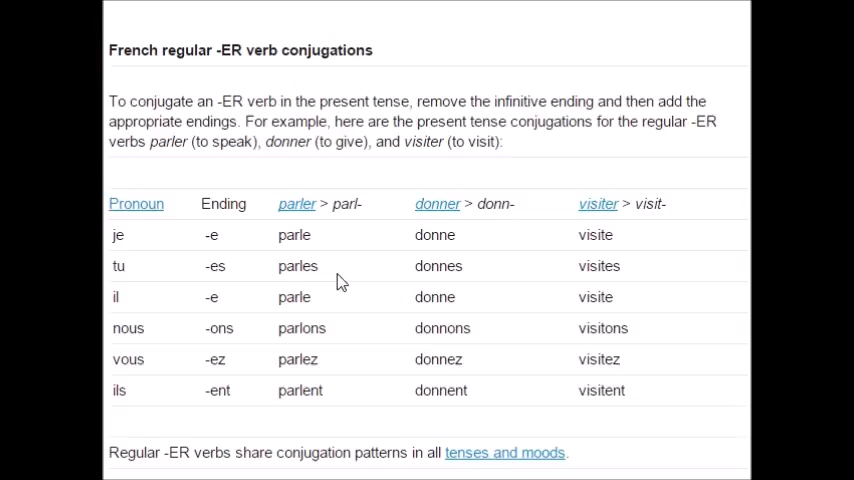 French regular -ER verb conjugations
To conjugate an -ER verb in the present tense, remove the infinitive ending and then add the
appropriate endings. For example, here are the present tense conjugations for the regular -ER
verbs parler (to speak), donner (to give), and visiter (to visit):
Pronoun Ending parler > parl- donner > donn- visiter > visit-
je -e parle donne visite
tu -es parles donnes visites
il -e parle donne visite
nous -ons parlons donnons visitons
vous -ez parlez donnez visitez
ils -ent parlent donnent visitent
Regular -ER verbs share conjugation patterns in all tenses and moods.